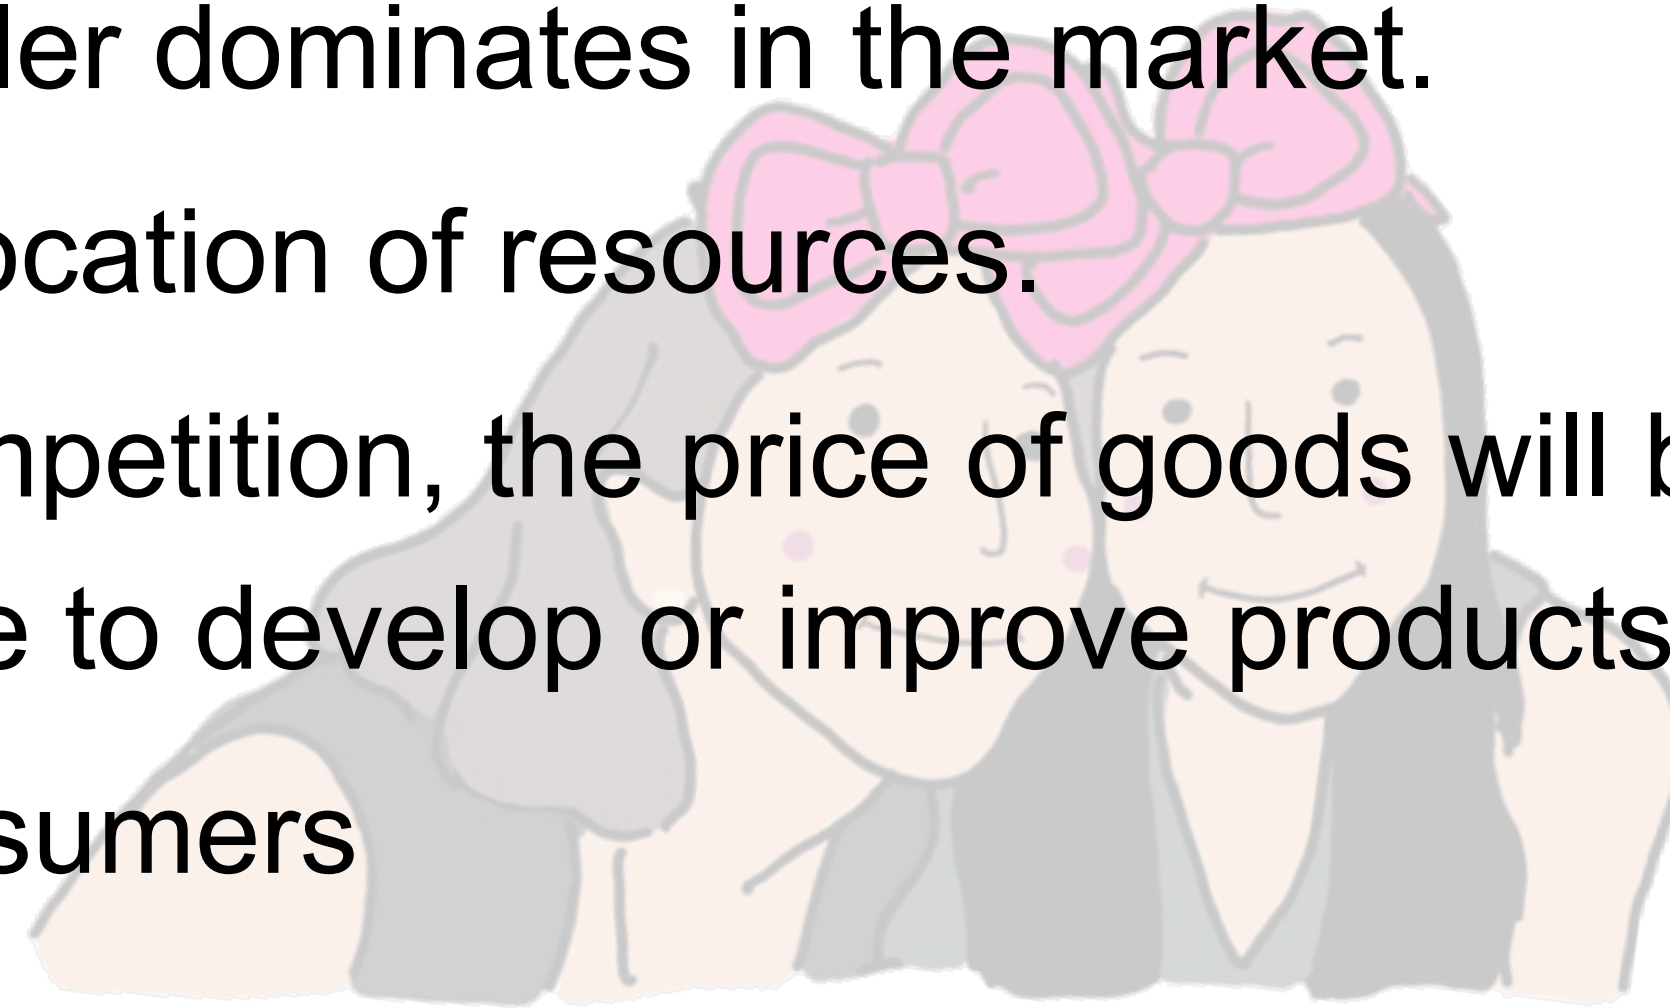 ler dominates in the market.
ocation of resources.
mpetition, the price of goods will b
e to develop or improve products
sumers